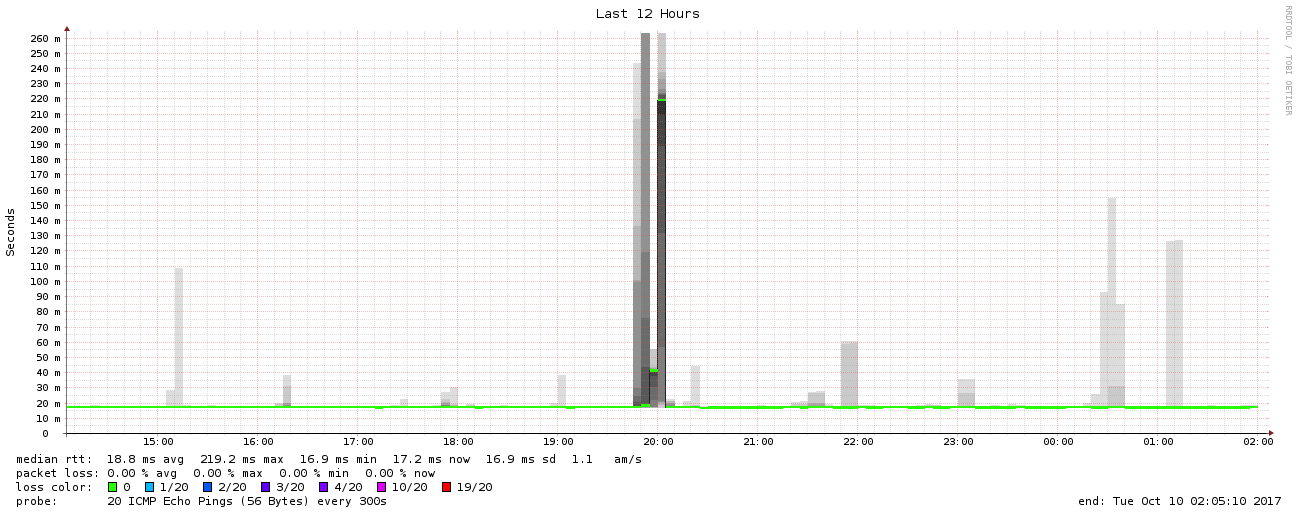 Last 12 Hours
RRDTOOL / TOBI OETIKER
Seconds
260 m
250 m
240 m
230 m
220 m
210 m
200 m
190 m
180 m
170 m
160 m
150 m
140 m
130 m
120 m
110 m
100 m
90 m
80 m
70 m
60 m
50 m
40 m
30 m
20 m
10 m
0
15:00 16:00 17:00 18:00 19:00 20:00 21:00 22:00 23:00 00:00 01:00 02:00
median rtt: 18.8 ms avg 219.2 ms max 16.9 ms min 17.2 ms now 16.9 ms sd 1.1 am/s
packet loss: 0.00 % avg 0.00 % max 0.00 % min 0.00 % now
loss color: 0 1/20 2/20 3/20 4/20 10/20 19/20
probe: 20 ICMP Echo Pings (56 Bytes) every 300s end: Tue Oct 10 02:05:10 2017